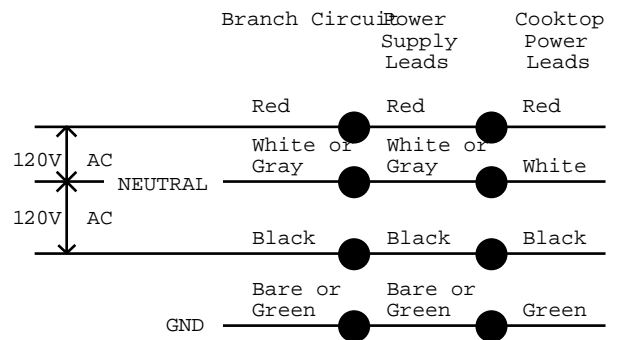 Branch Circuit Power Supply Leads Cooktop Power Leads
Red Red Red
White or Gray White or Gray White
120V AC
NEUTRAL
120V AC
Black Black Black
Bare or Green Bare or Green Green
GND